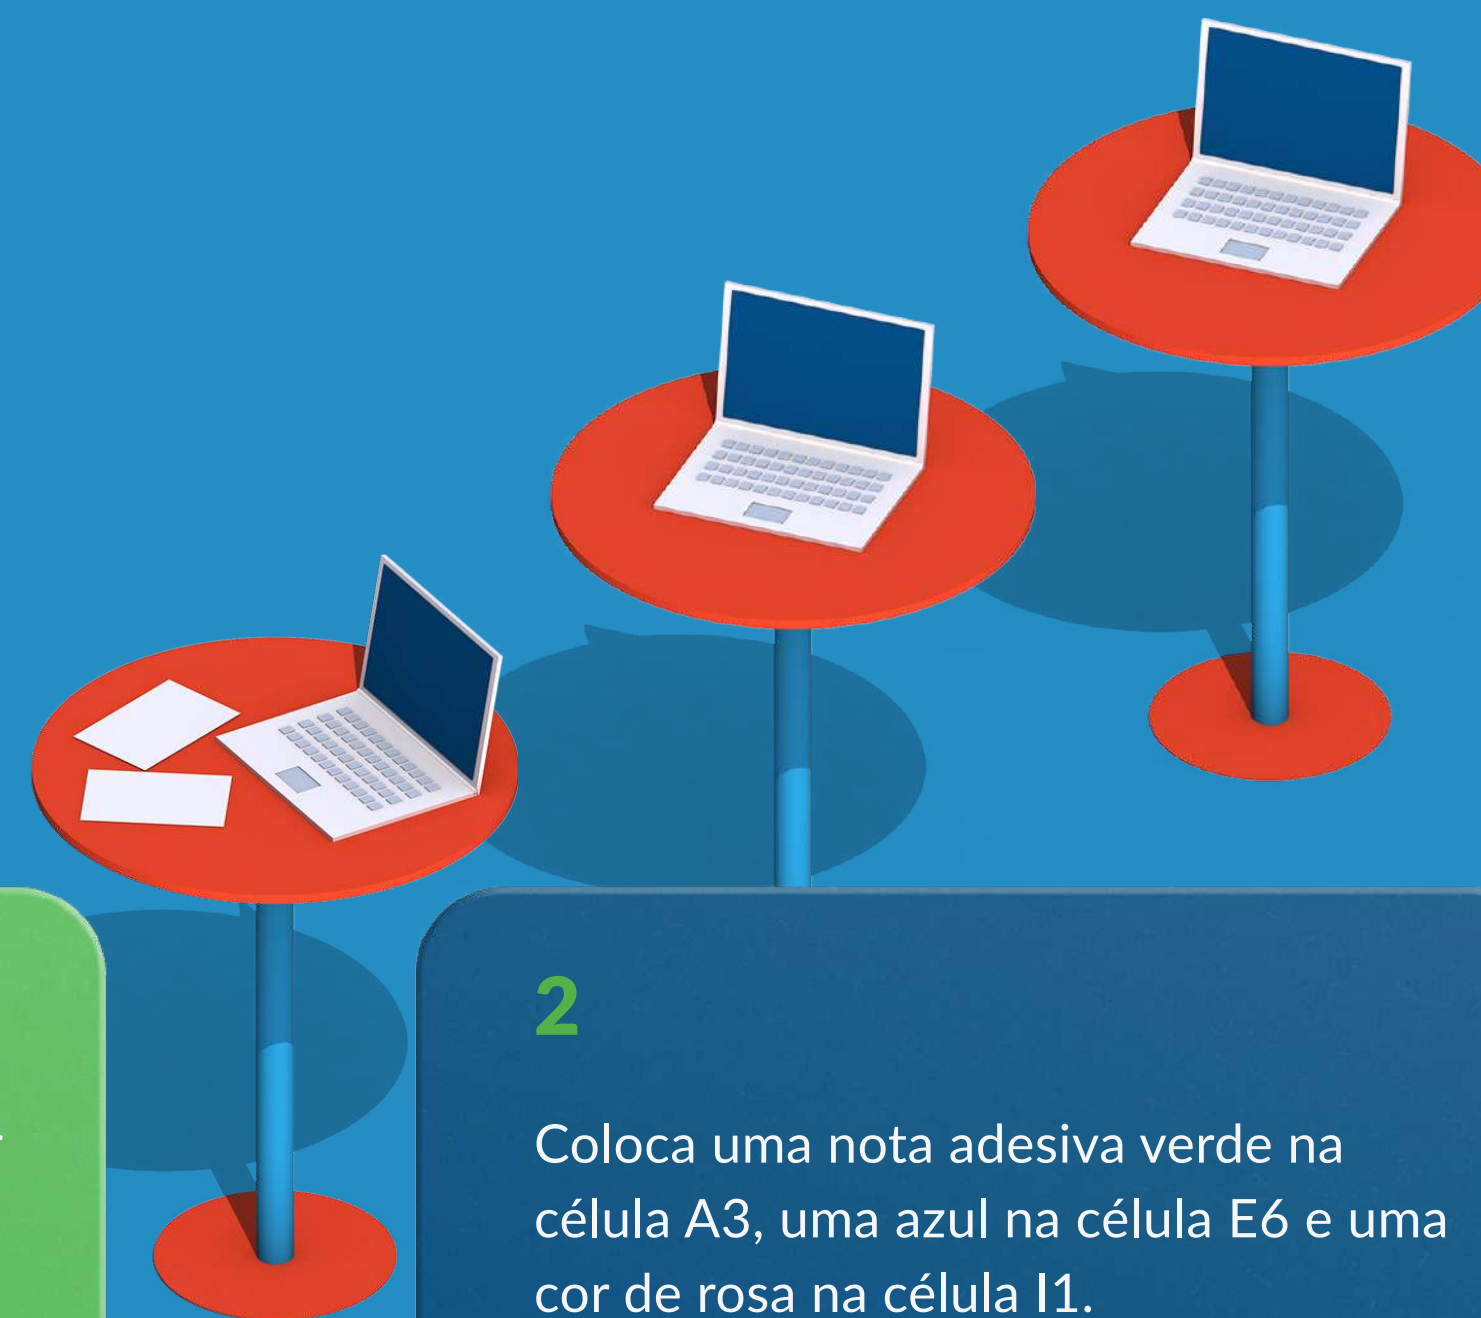 2
Coloca uma nota adesiva verde na
célula A3, uma azul na célula E6 e uma
cor de rosa na célula I1.